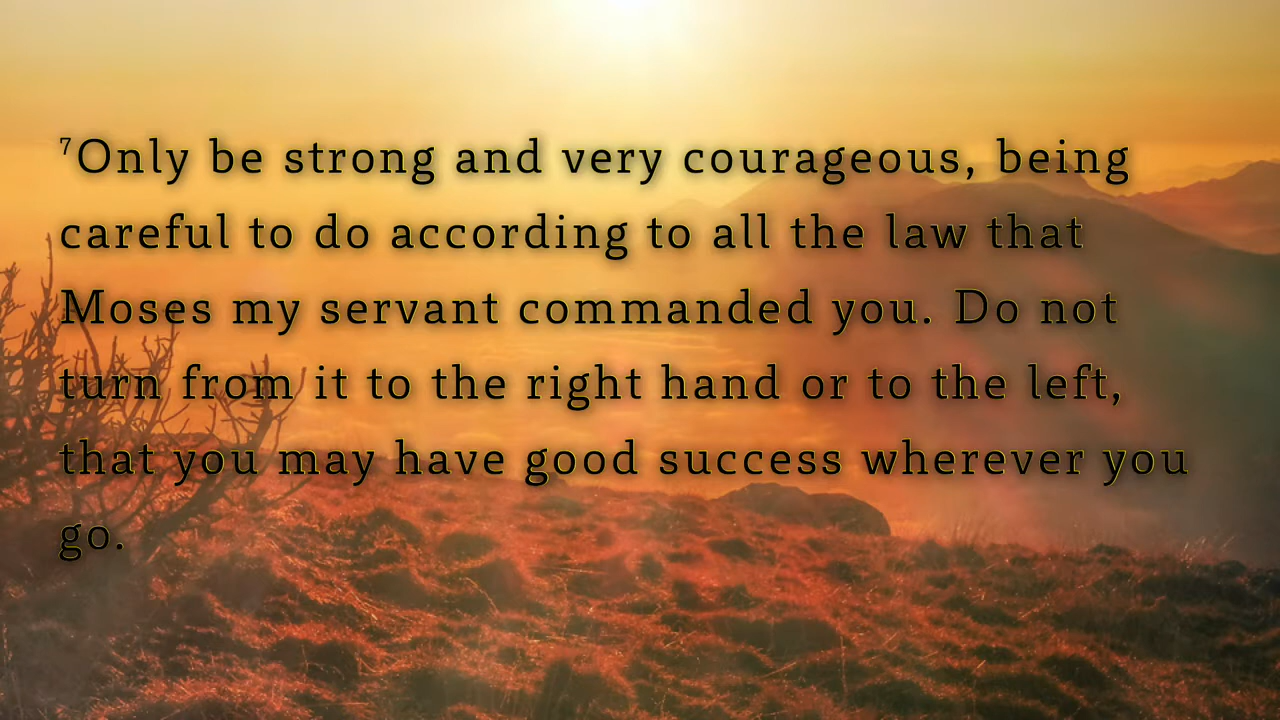 ⁷Only be strong and very courageous, being
careful to do according to all the law that
Moses my servant commanded you. Do not
turn from it to the right hand or to the left,
that you may have good success wherever you
go.